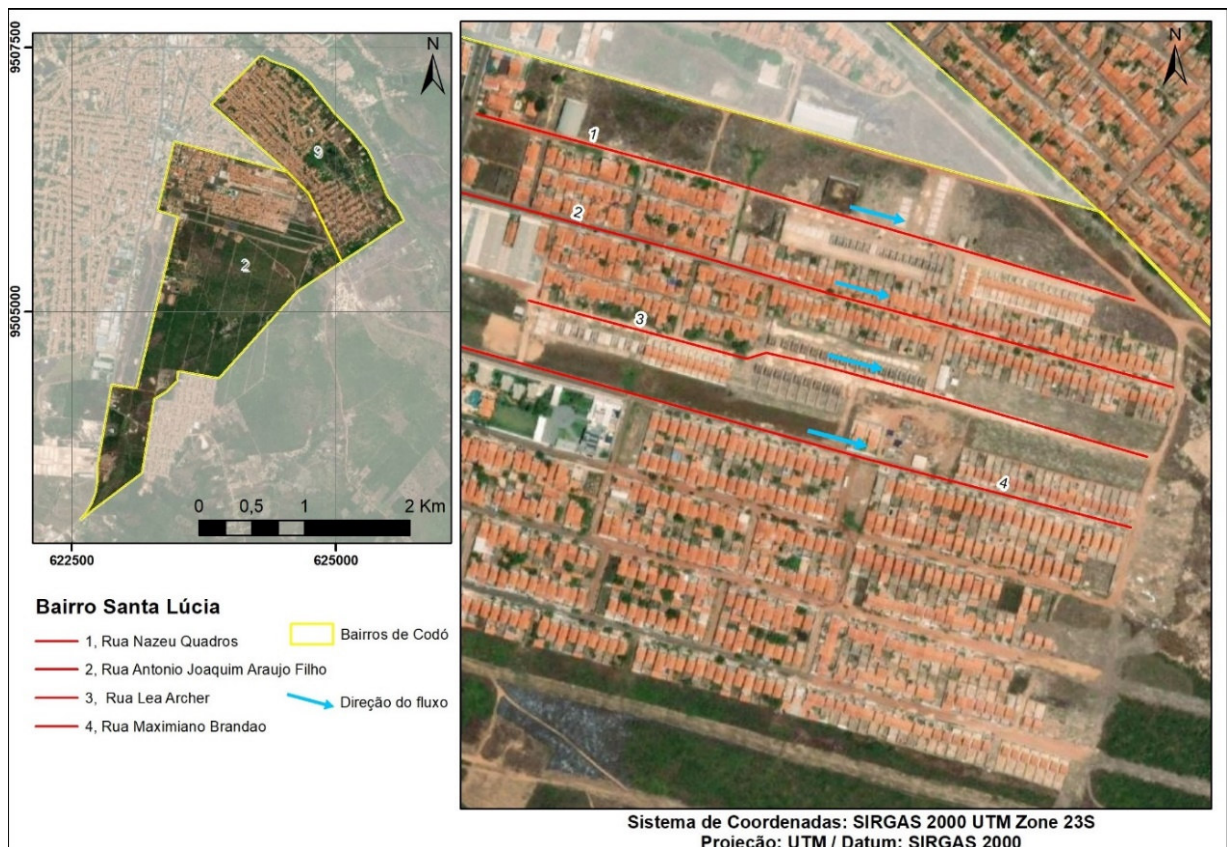 N
9507500
9505000
9
2
0 0,5 1 2 Km
622500 625000
Bairro Santa Lúcia
1, Rua Nazeu Quadros
2, Rua Antonio Joaquim Araujo Filho
3, Rua Lea Archer
4, Rua Maximiano Brandao
Bairros de Codó
Direção do fluxo
N
1
2
3
4
Sistema de Coordenadas: SIRGAS 2000 UTM Zone 23S
Projeção: UTM / Datum: SIRGAS 2000